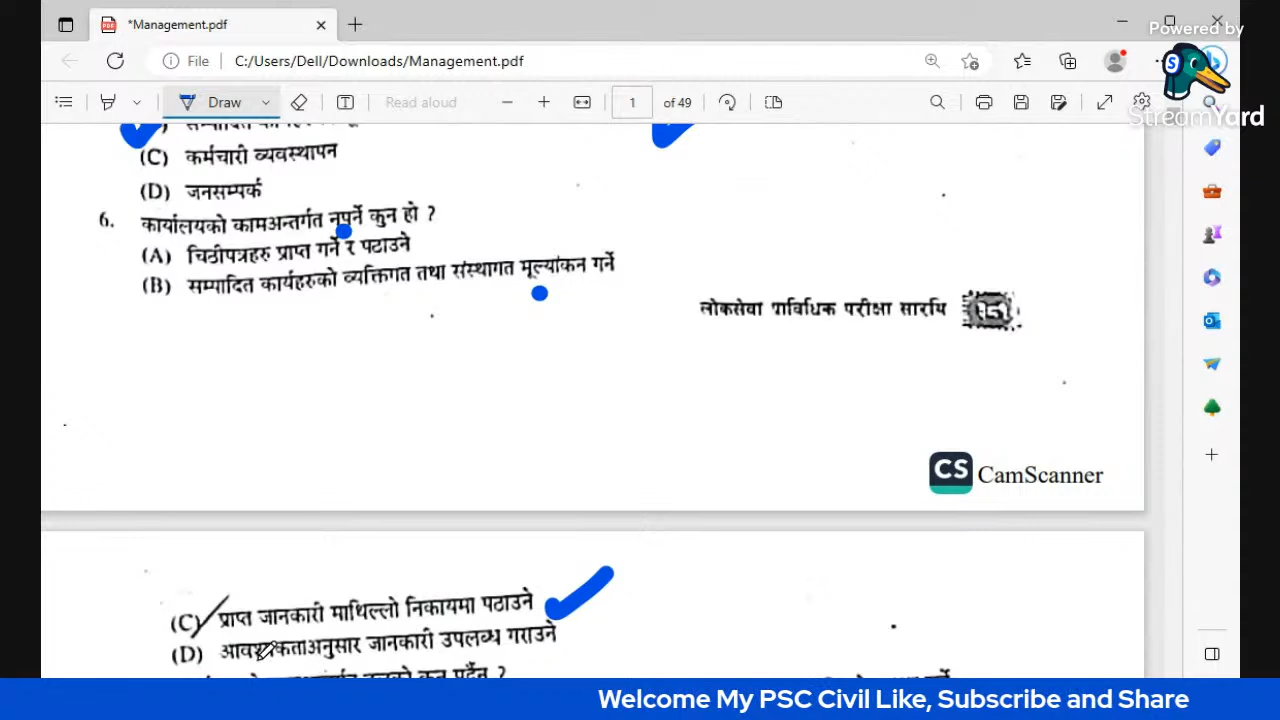 *Management.pdf
Powered by
File
C:/Users/Dell/Downloads/Management.pdf
Draw
Read aloud
1 of 49
StreamYard
(C) कर्मचारी व्यवस्थापन
(D) जनसम्पर्क
6. कार्यालयको कामअन्तर्गत नपर्ने कुन हो ?
(A) चिठीपत्रहरु प्राप्त गर्ने र पठाउने
(B) सम्पादित कार्यहरुको व्यक्तिगत तथा संस्थागत मूल्यांकन गर्ने
लोकसेवा प्राविधिक परीक्षा सारथि
CS CamScanner
(C) प्राप्त जानकारी माथिल्लो निकायमा पठाउने
(D) आवश्यकताअनुसार जानकारी उपलब्ध गराउने
Welcome My PSC Civil Like, Subscribe and Share